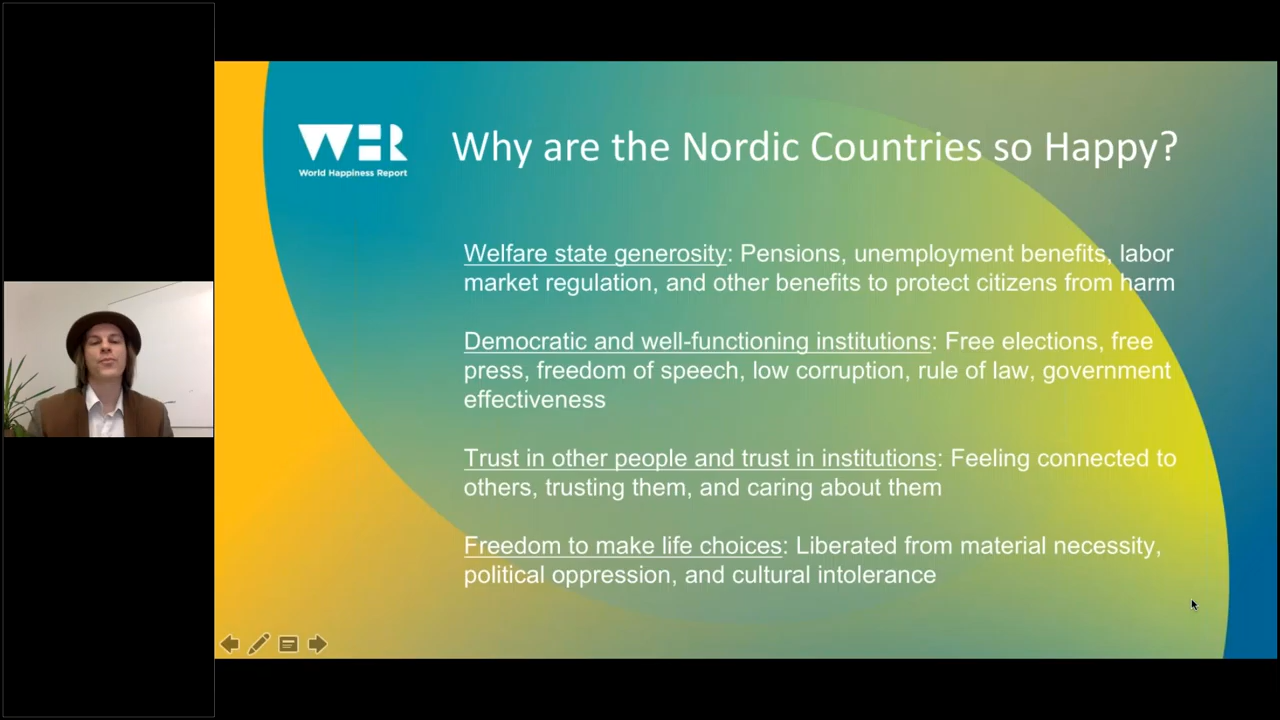 WHR
World Happiness Report
Why are the Nordic Countries so Happy?
Welfare state generosity: Pensions, unemployment benefits, labor
market regulation, and other benefits to protect citizens from harm
Democratic and well-functioning institutions: Free elections, free
press, freedom of speech, low corruption, rule of law, government
effectiveness
Trust in other people and trust in institutions: Feeling connected to
others, trusting them, and caring about them
Freedom to make life choices: Liberated from material necessity,
political oppression, and cultural intolerance